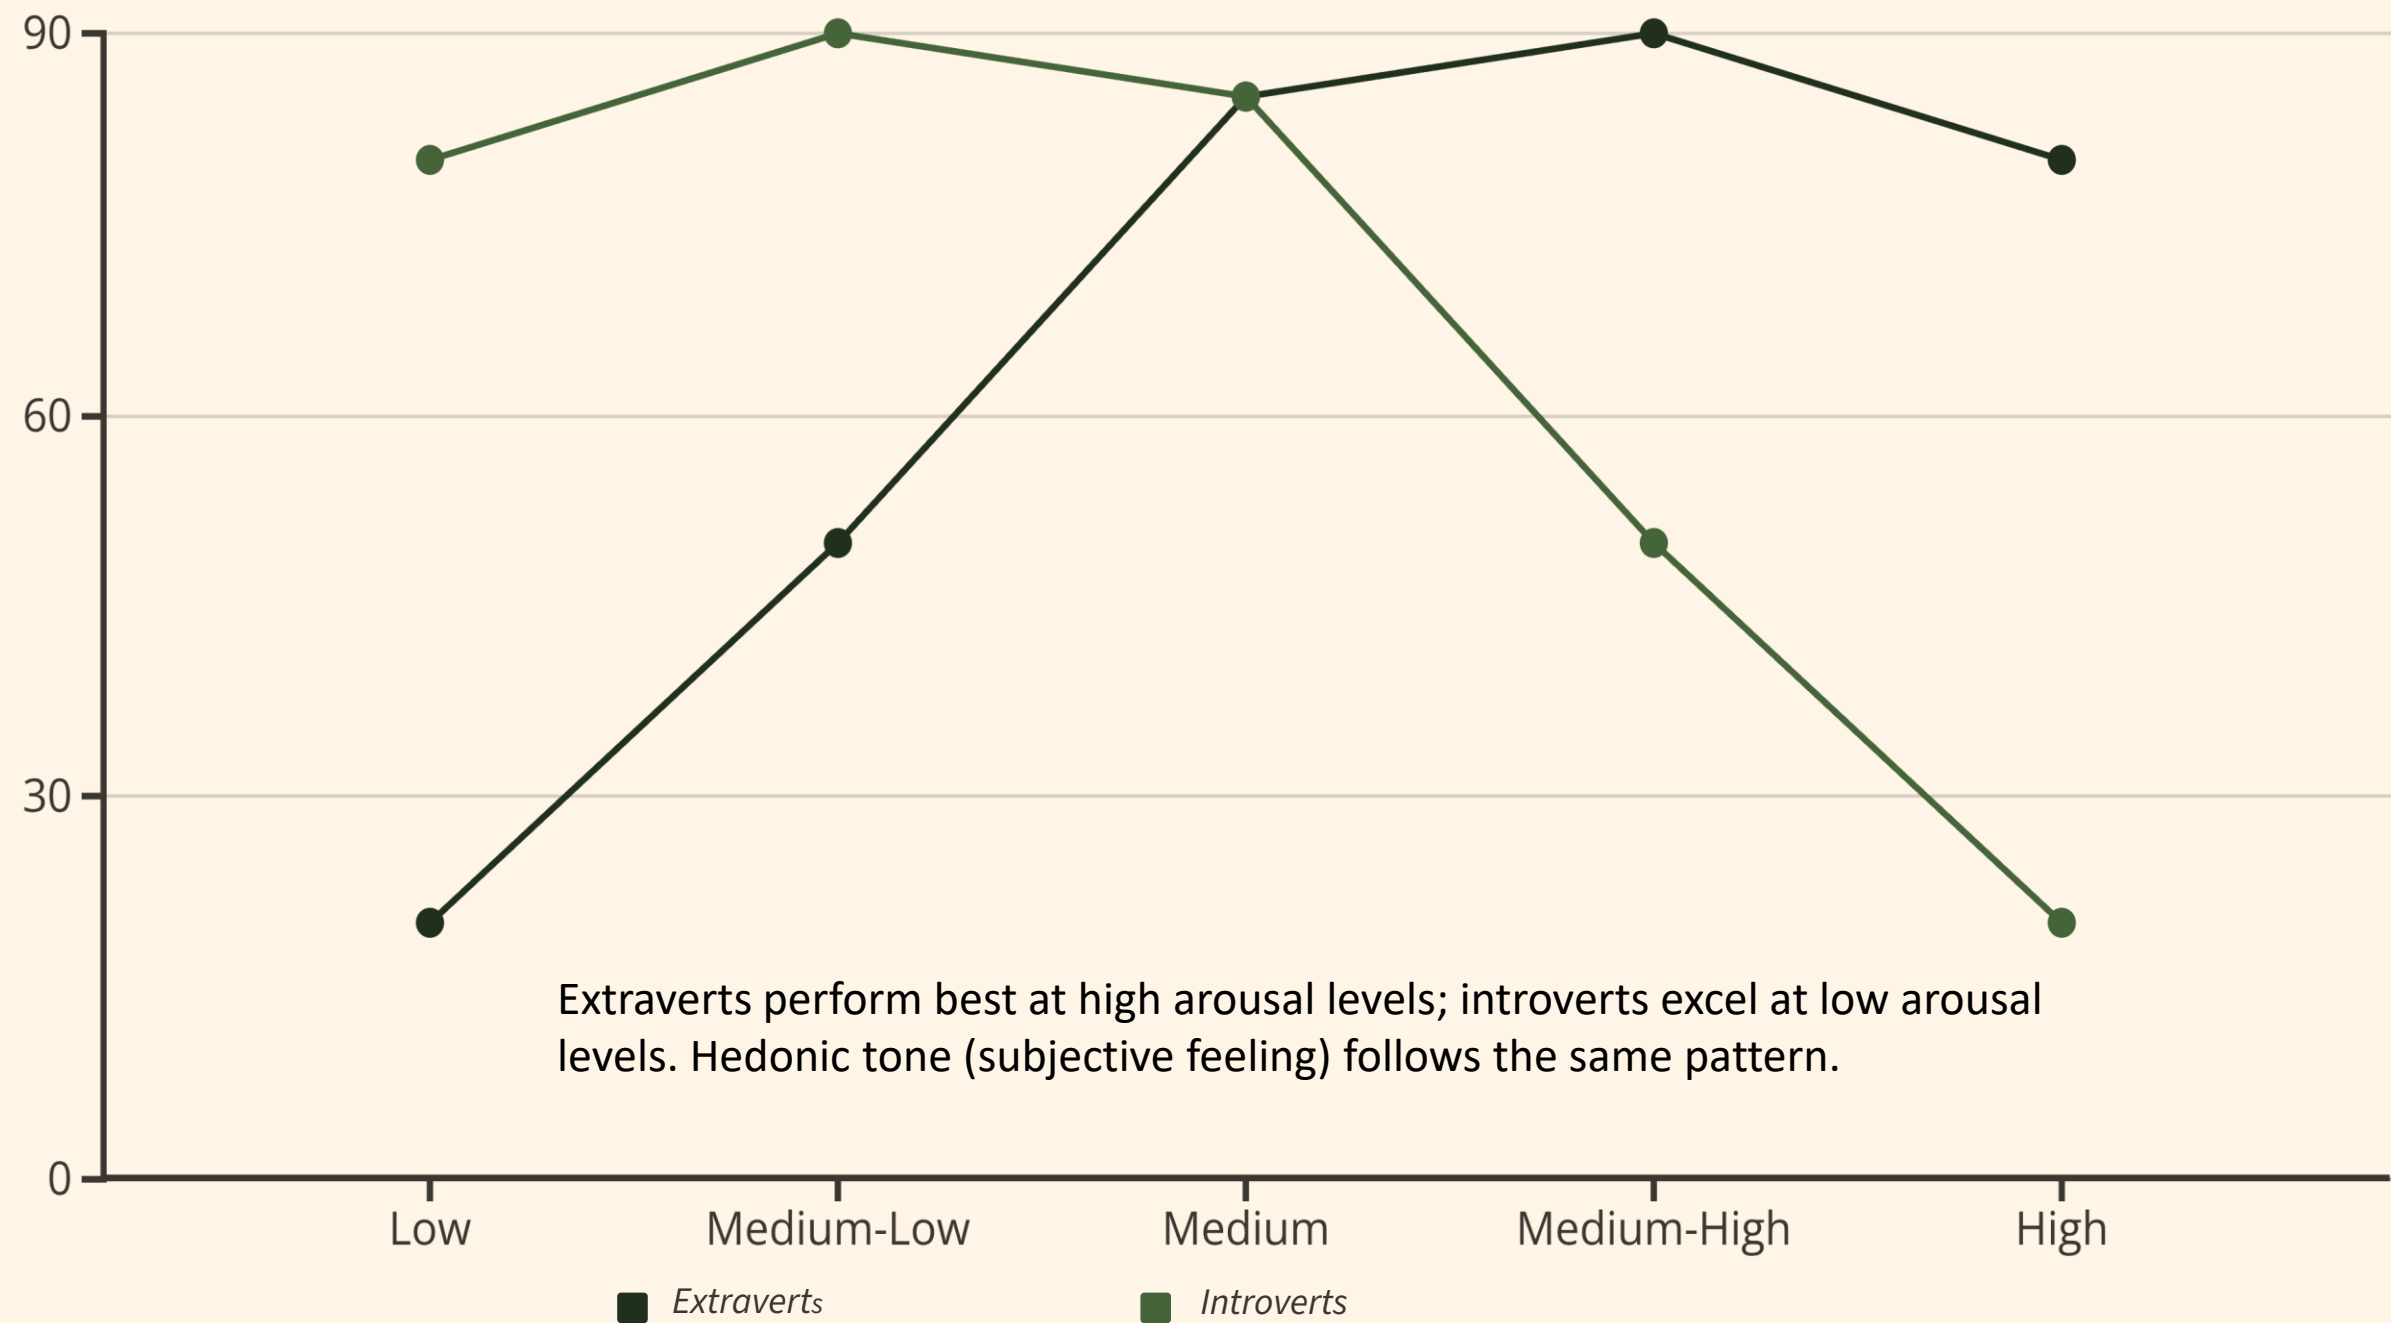 90
60
30
Extraverts perform best at high arousal levels; introverts excel at low arousal
levels. Hedonic tone (subjective feeling) follows the same pattern.
0
Low Medium-Low Medium Medium-High High
Extraverts Introverts